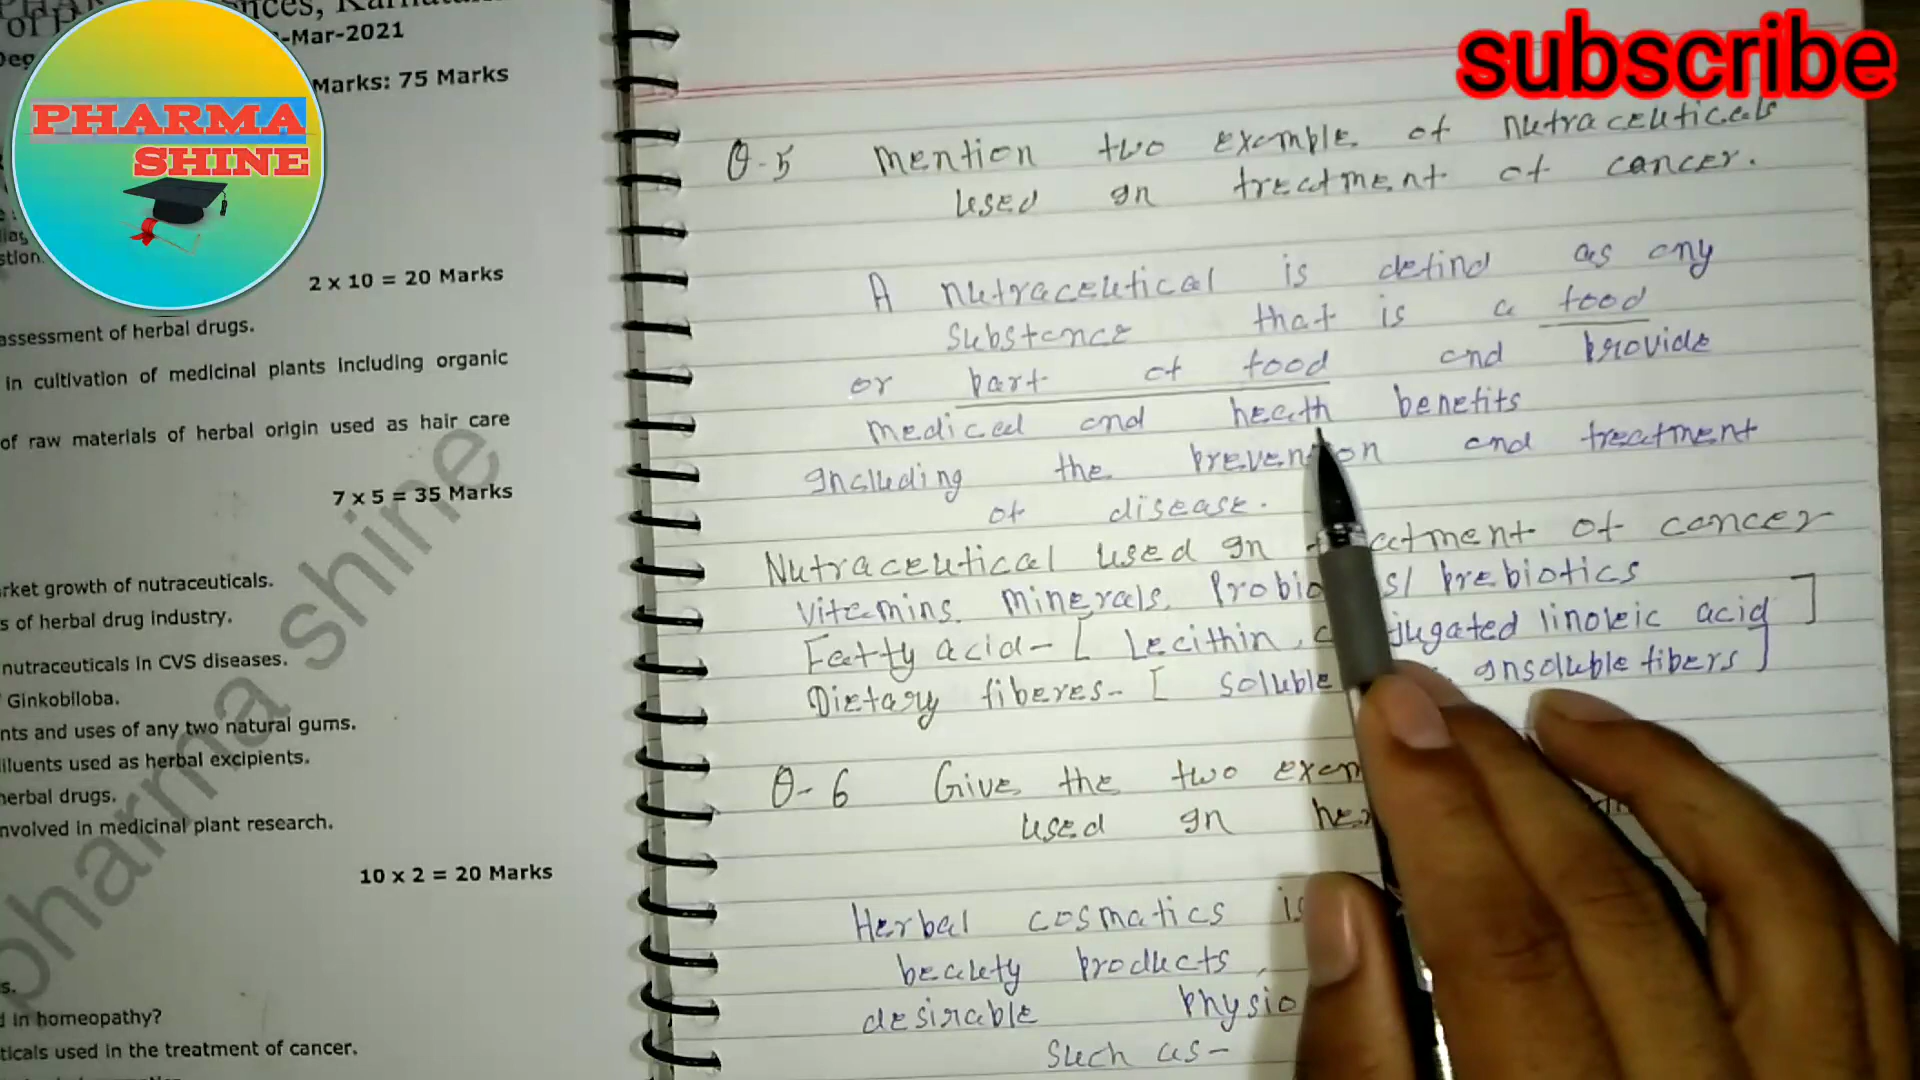 of
nces,
-Mar-2021
Marks: 75 Marks
PHARMA
SHINE
stion.
2 x 10 = 20 Marks
assessment of herbal drugs.
in cultivation of medicinal plants including organic
of raw materials of herbal origin used as hair care
7 x 5 = 35 Marks
rket growth of nutraceuticals.
s of herbal drug industry.
nutraceuticals in CVS diseases.
Ginkobiloba.
nts and uses of any two natural gums.
iluents used as herbal excipients.
herbal drugs.
nvolved in medicinal plant research.
10 x 2 = 20 Marks
s.
d in homeopathy?
ticals used in the treatment of cancer.
pharma shine
subscribe
Q-5 Mention two example of nutraceuticals
used In treatment of cancer.
A nutraceutical is defind as any
substance that is a food
or part of food and provide
medical and heath benefits
Including the prevention and treatment
of disease.
Nutraceutical used In treatment of cancer
Vitamins, Minerals, Probiotics/ prebiotics
Fatty acid- [ Lecithin, conjugated linoleic acid ]
Dietary fiberes- [ soluble Insoluble fibers ]
Q- 6 Give the two exam
used In her
Herbal cosmatics is
beauty products,
desirable physio
such as-